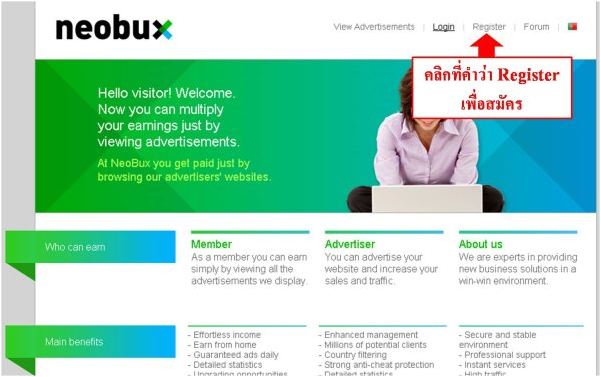 neobux
View Advertisements | Login | Register | Forum |
คลิกที่คำว่า Register
เพื่อสมัคร
Hello visitor! Welcome.
Now you can multiply
your earnings just by
viewing advertisements.
At NeoBux you get paid just by
browsing our advertisers' websites.
Who can earn
Member
As a member you can earn
simply by viewing all the
advertisements we display.
Advertiser
You can advertise your
website and increase your
sales and traffic.
About us
We are experts in providing
new business solutions in a
win-win environment.
Main benefits
- Effortless income
- Earn from home
- Guaranteed ads daily
- Detailed statistics
- Upgrading opportunities
- Enhanced management
- Millions of potential clients
- Country filtering
- Strong anti-cheat protection
- Detailed statistics
- Secure and stable
environment
- Professional support
- Instant services
- High traffic